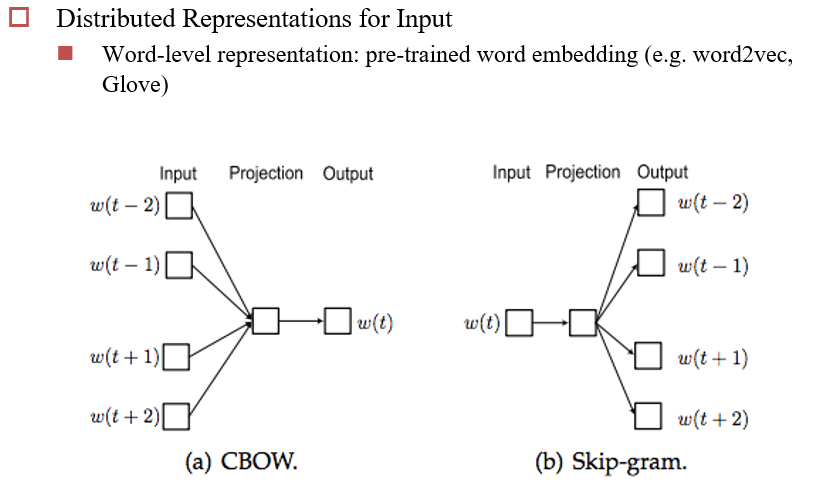 Distributed Representations for Input
Word-level representation: pre-trained word embedding (e.g. word2vec,
Glove)
Input Projection Output
w(t − 2)
w(t − 1)
w(t)
w(t + 1)
w(t + 2)
(a) CBOW.
Input Projection Output
w(t − 2)
w(t − 1)
w(t)
w(t + 1)
w(t + 2)
(b) Skip-gram.